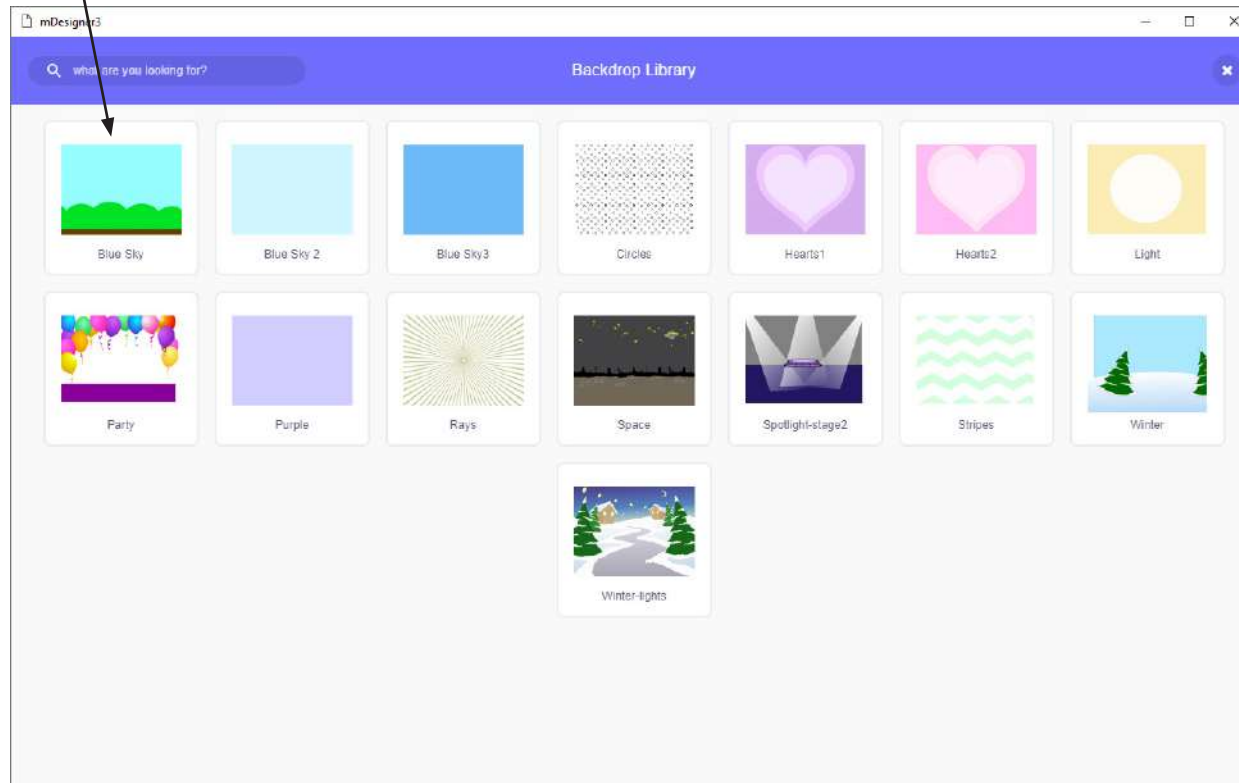 mDesigner3
what are you looking for?
Backdrop Library
Blue Sky
Blue Sky 2
Blue Sky3
Circles
Hearts1
Hearts2
Light
Party
Purple
Rays
Space
Spotlight-stage2
Stripes
Winter
Winter-lights